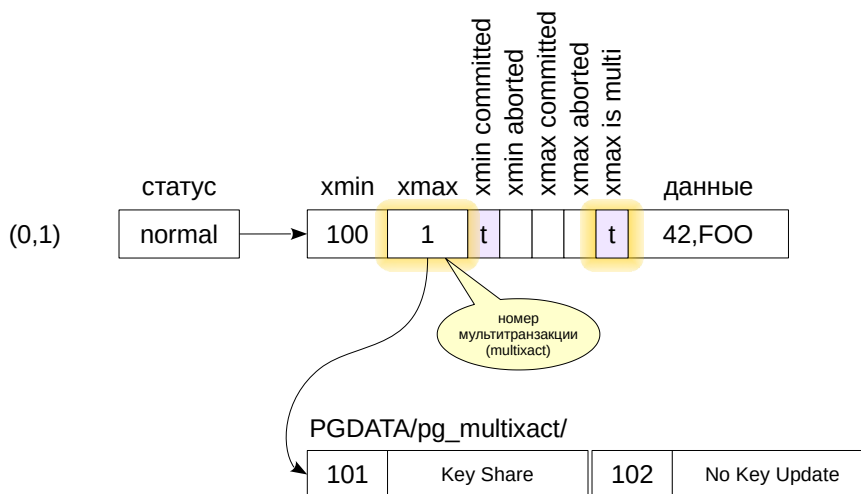 xmin committed
xmin aborted
xmax committed
xmax aborted
xmax is multi
статус
xmin
xmax
данные
(0,1)
normal
100
1
t
t
42,FOO
номер
мультитранзакции
(multixact)
PGDATA/pg_multixact/
101
Key Share
102
No Key Update